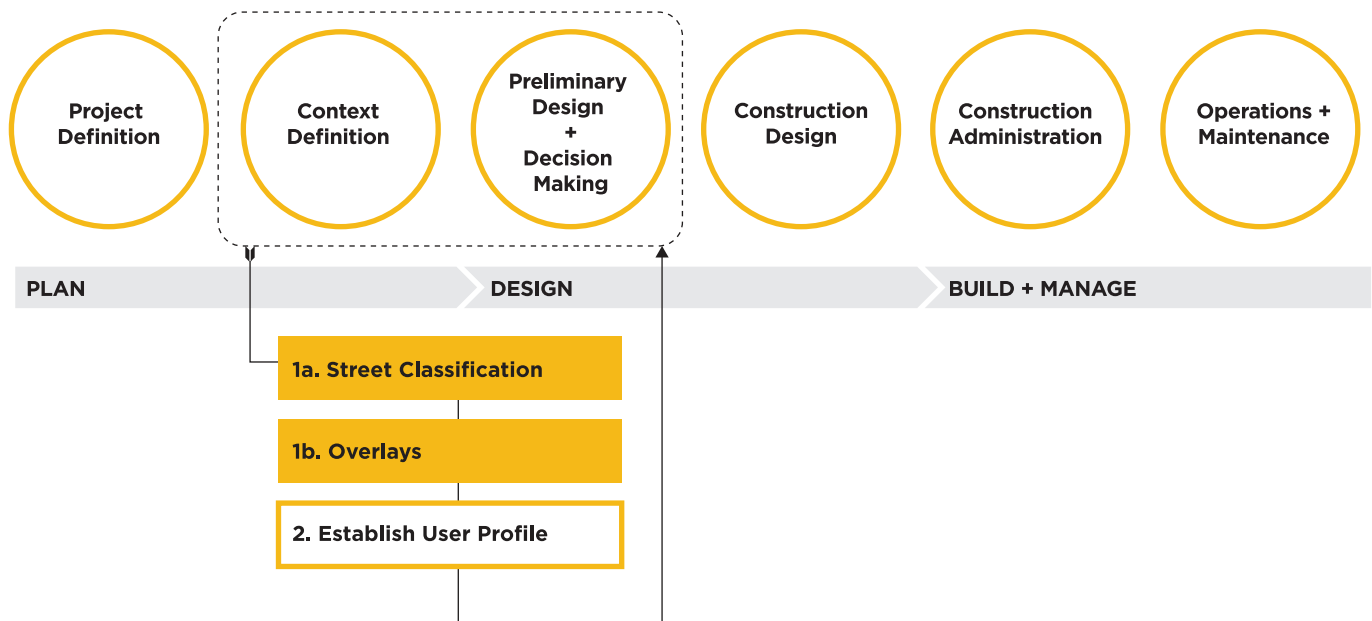 Project
Definition
Context
Definition
Preliminary
Design
+
Decision
Making
Construction
Design
Construction
Administration
Operations +
Maintenance
PLAN
DESIGN
BUILD + MANAGE
1a. Street Classification
1b. Overlays
2. Establish User Profile